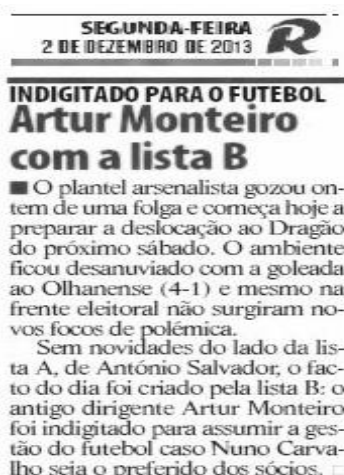 SEGUNDA-FEIRA
2 DE DEZEMBRO DE 2013
R
INDIGITADO PARA O FUTEBOL
Artur Monteiro
com a lista B
■ O plantel arsenalista gozou on-
tem de uma folga e começa hoje a
preparar a deslocação ao Dragão
do próximo sábado. O ambiente
ficou desanuviado com a goleada
ao Olhanense (4-1) e mesmo na
frente eleitoral não surgiram no-
vos focos de polémica.
Sem novidades do lado da lis-
ta A, de António Salvador, o fac-
to do dia foi criado pela lista B: o
antigo dirigente Artur Monteiro
foi indigitado para assumir a ges-
tão do futebol caso Nuno Carva-
lho seja o preferido dos sócios.